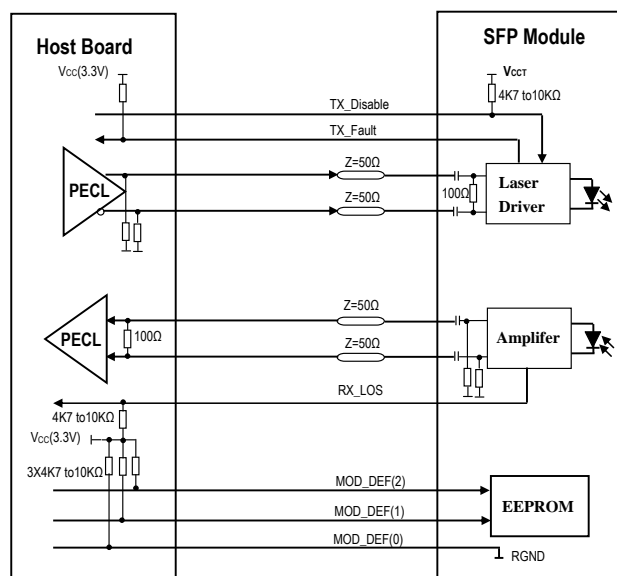 Host Board
SFP Module
VCC(3.3V)
VCCT
4K7 to10KΩ
TX_Disable
TX_Fault
Z=50Ω
PECL
100Ω
Laser
Driver
Z=50Ω
Z=50Ω
PECL
100Ω
Amplifer
Z=50Ω
RX_LOS
4K7 to10KΩ
VCC(3.3V)
3X4K7 to10KΩ
MOD_DEF(2)
EEPROM
MOD_DEF(1)
MOD_DEF(0)
RGND